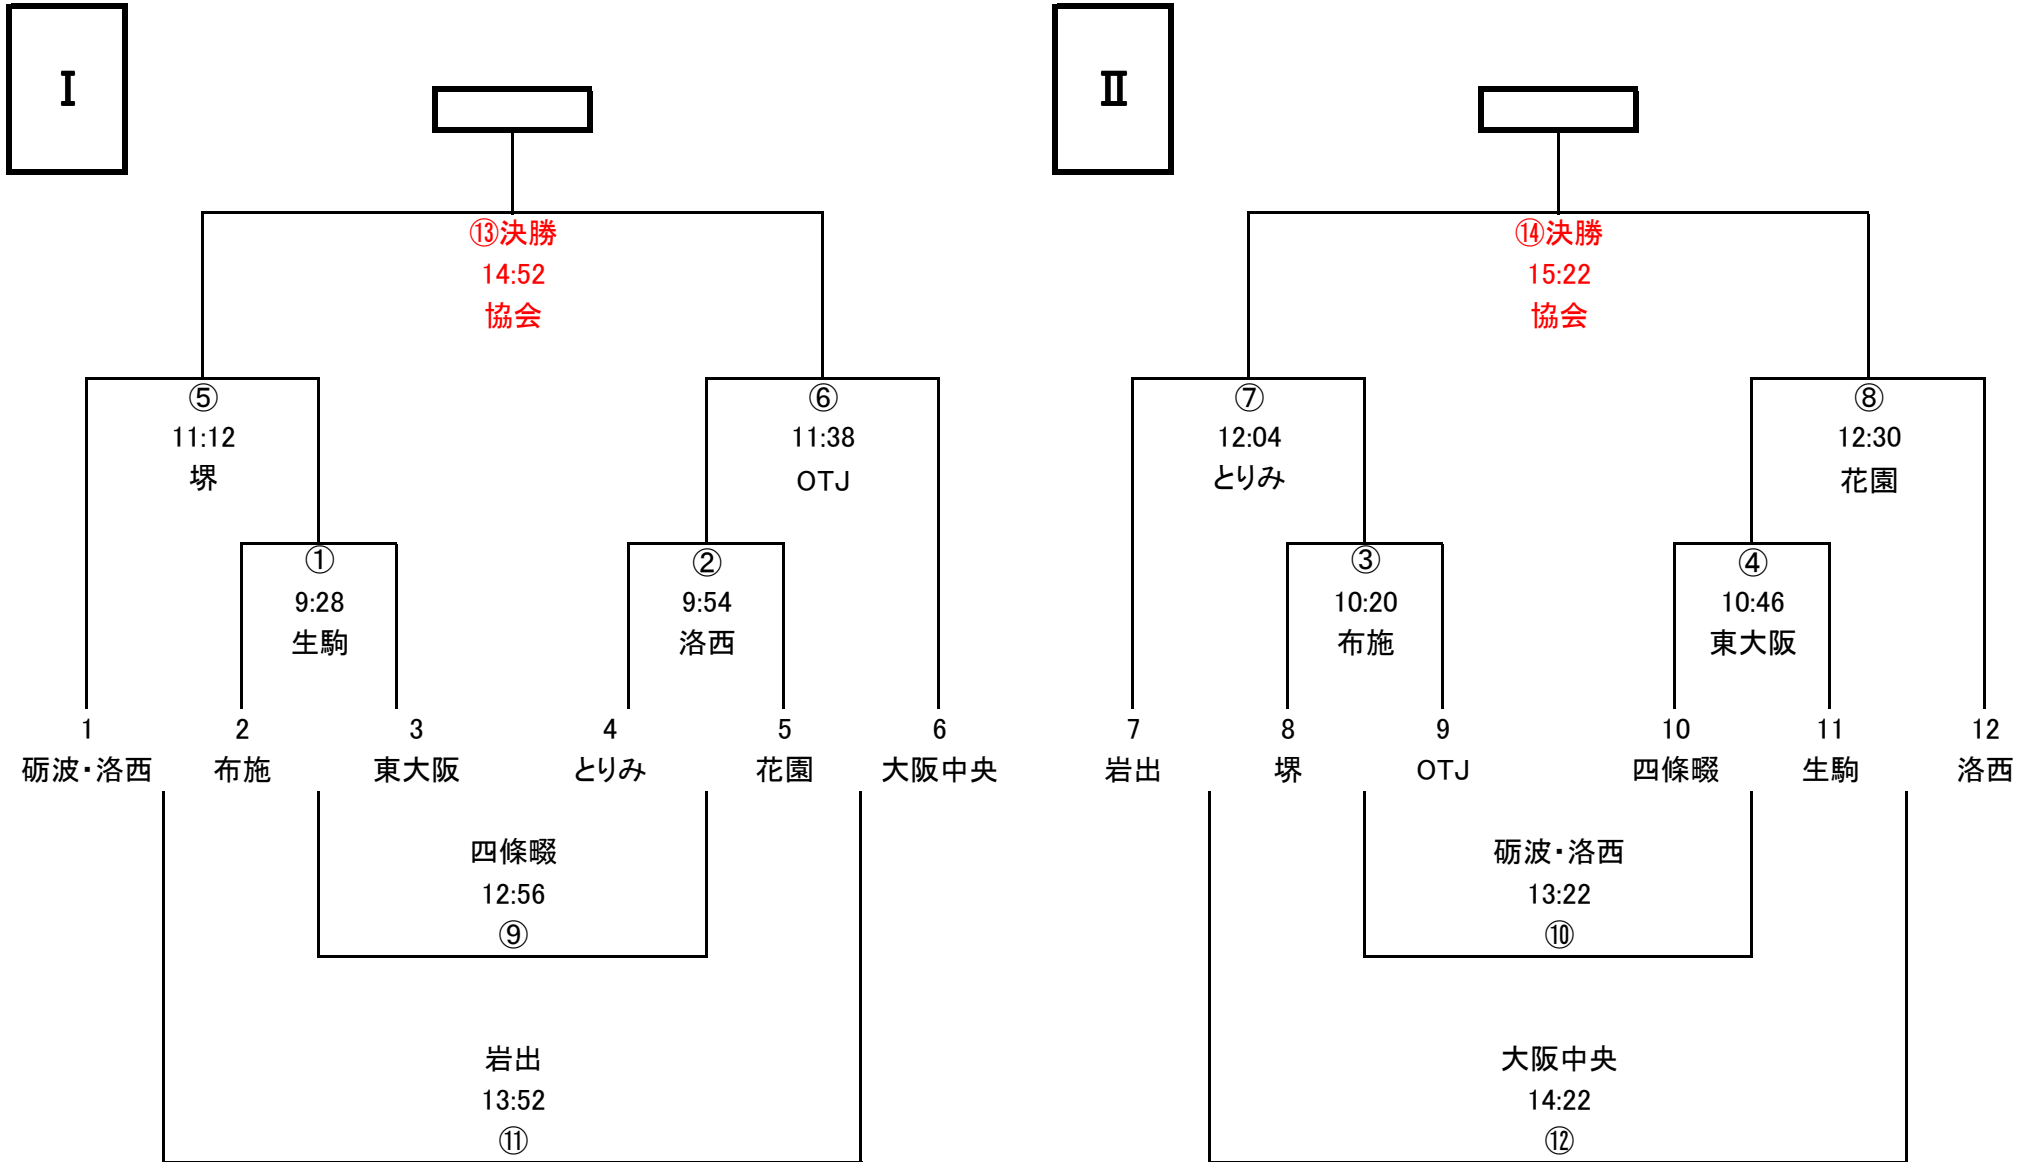 Ⅰ
⑬決勝
14:52
協会
⑤
11:12
堺
⑥
11:38
OTJ
①
9:28
生駒
②
9:54
洛西
1 2 3 4 5 6
砺波・洛西 布施 東大阪 とりみ 花園 大阪中央
四條畷
12:56
⑨
岩出
13:52
⑪
Ⅱ
⑭決勝
15:22
協会
⑦
12:04
とりみ
⑧
12:30
花園
③
10:20
布施
④
10:46
東大阪
7 8 9 10 11 12
岩出 堺 OTJ 四條畷 生駒 洛西
砺波・洛西
13:22
⑩
大阪中央
14:22
⑫